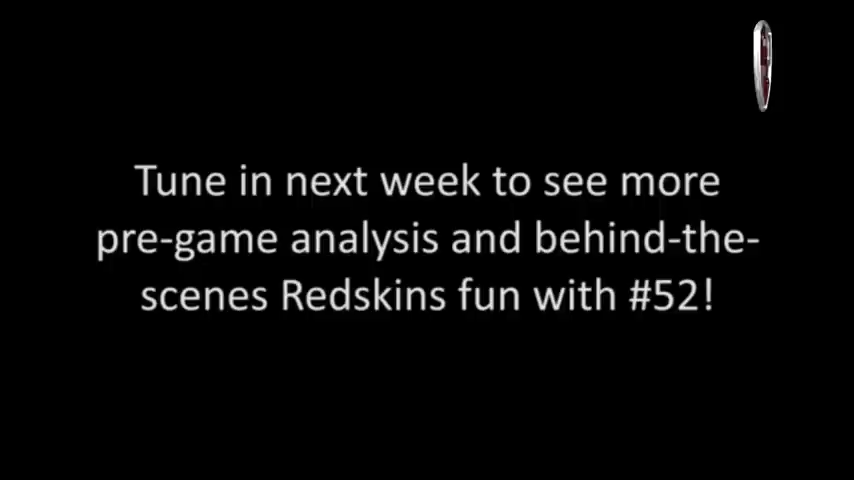 Tune in next week to see more
pre-game analysis and behind-the-
scenes Redskins fun with #52!